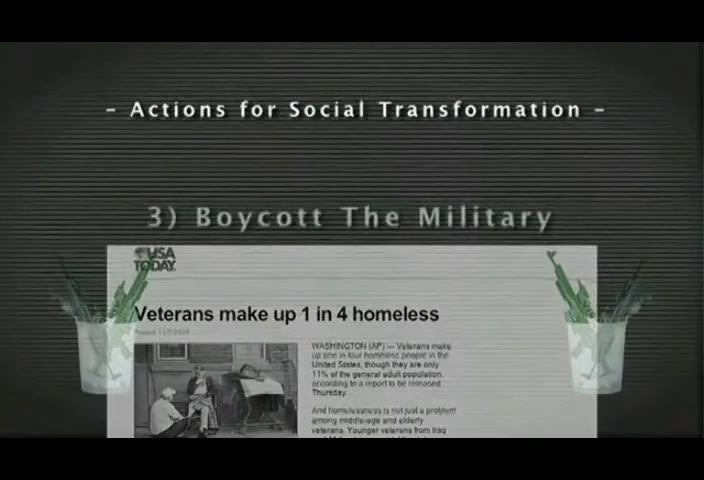 - Actions for Social Transformation -
3) Boycott The Military
USA
TODAY
Veterans make up 1 in 4 homeless
WASHINGTON (AP) — Veterans make
up one in four homeless people in the
United States, though they are only
11% of the general adult population,
according to a report to be released
Thursday.
And homelessness is not just a problem
among middle-age and elderly
veterans. Younger veterans from Iraq